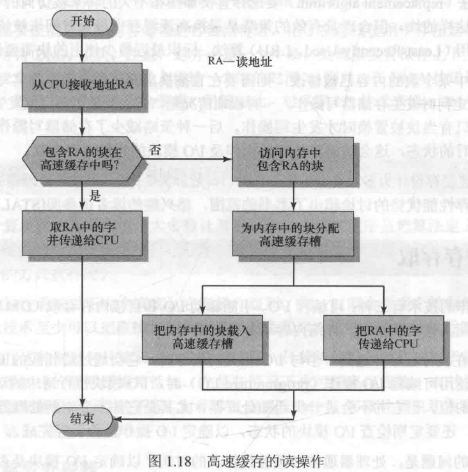 开始
RA—读地址
从CPU接收地址RA
包含RA的块在
高速缓存中吗?
否
是
访问内存中
包含RA的块
取RA中的字
并传递给CPU
为内存中的块分配
高速缓存槽
把内存中的块载入
高速缓存槽
把RA中的字
传递给CPU
结束
图1.18 高速缓存的读操作